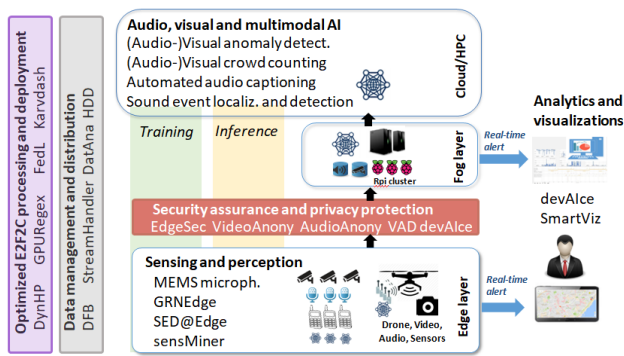 Optimized E2F2C processing and deployment
DynHP GPURegex FedL Karvdash
Data management and distribution
DFB StreamHandler DatAna HDD
Audio, visual and multimodal AI
(Audio-)Visual anomaly detect.
(Audio-)Visual crowd counting
Automated audio captioning
Sound event localiz. and detection
Cloud/HPC
Training
Inference
Rpi cluster
Fog layer
Real-time
alert
Analytics and
visualizations
devAIce
SmartViz
Security assurance and privacy protection
EdgeSec VideoAnony AudioAnony VAD devAIce
Sensing and perception
MEMS microph.
GRNEdge
SED@Edge
sensMiner
Drone, Video,
Audio, Sensors
Edge layer
Real-time
alert